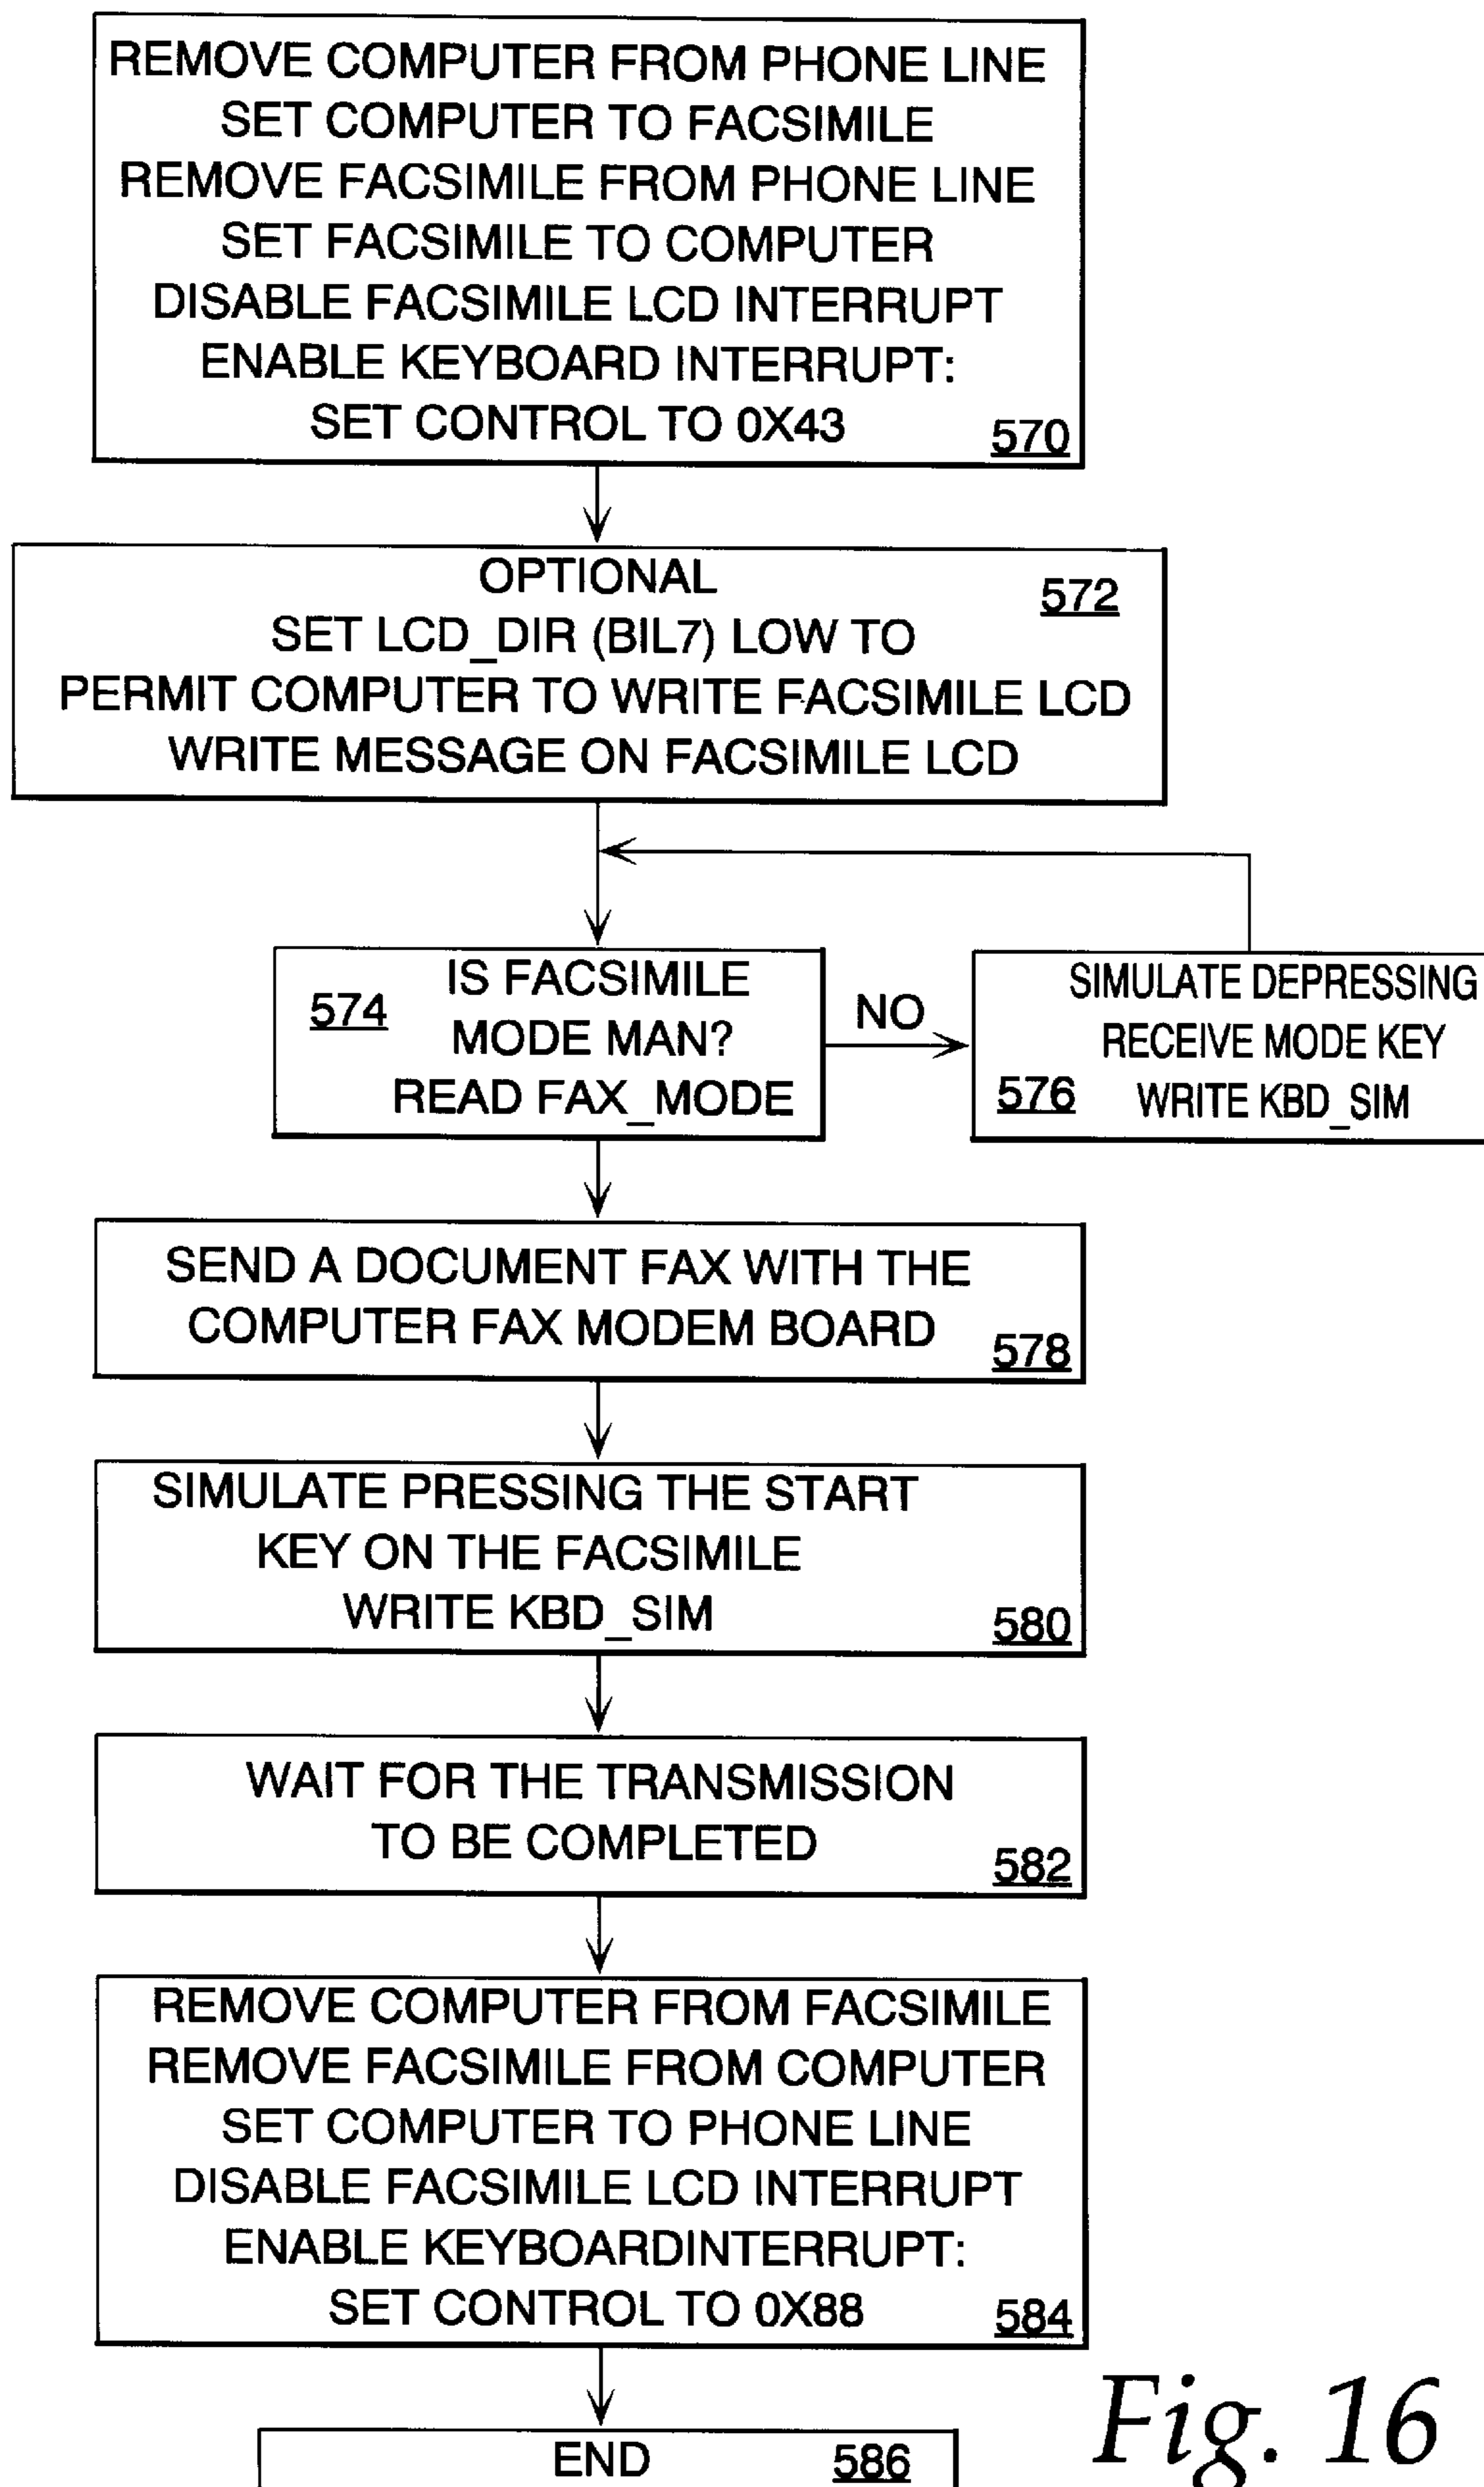 REMOVE COMPUTER FROM PHONE LINE
SET COMPUTER TO FACSIMILE
REMOVE FACSIMILE FROM PHONE LINE
SET FACSIMILE TO COMPUTER
DISABLE FACSIMILE LCD INTERRUPT
ENABLE KEYBOARD INTERRUPT:
SET CONTROL TO 0X43
570
OPTIONAL
572
SET LCD_DIR (BIL7) LOW TO
PERMIT COMPUTER TO WRITE FACSIMILE LCD
WRITE MESSAGE ON FACSIMILE LCD
574
IS FACSIMILE
MODE MAN?
READ FAX_MODE
NO
SIMULATE DEPRESSING
RECEIVE MODE KEY
576
WRITE KBD_SIM
SEND A DOCUMENT FAX WITH THE
COMPUTER FAX MODEM BOARD
578
SIMULATE PRESSING THE START
KEY ON THE FACSIMILE
WRITE KBD_SIM
580
WAIT FOR THE TRANSMISSION
TO BE COMPLETED
582
REMOVE COMPUTER FROM FACSIMILE
REMOVE FACSIMILE FROM COMPUTER
SET COMPUTER TO PHONE LINE
DISABLE FACSIMILE LCD INTERRUPT
ENABLE KEYBOARDINTERRUPT:
SET CONTROL TO 0X88
584
END
586
Fig. 16